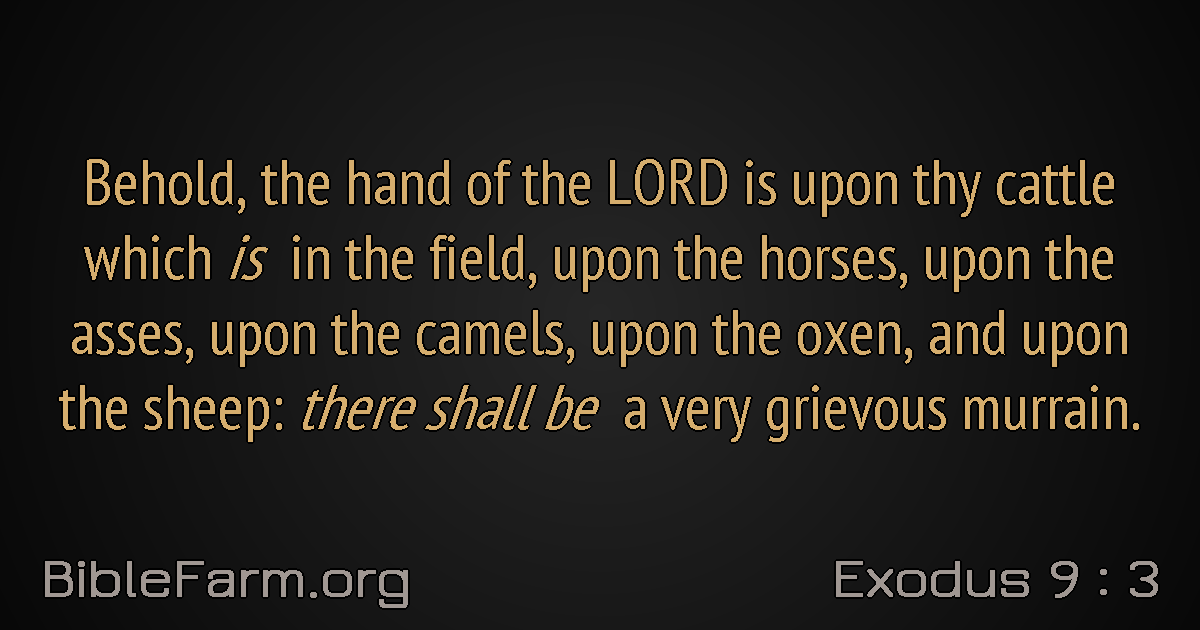 Behold, the hand of the LORD is upon thy cattle
which is in the field, upon the horses, upon the
asses, upon the camels, upon the oxen, and upon
the sheep: there shall be a very grievous murrain.
BibleFarm.org
Exodus 9 : 3